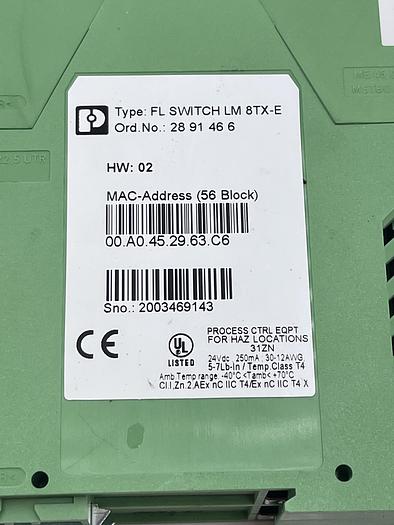 Type: FL SWITCH LM 8TX-E
Ord.No.: 28 91 46 6
HW: 02
MAC-Address (56 Block)
00.A0.45.29.63.C6
Sno.: 2003469143
CE
UL
LISTED
PROCESS CTRL EQPT
FOR HAZ LOCATIONS
31ZN
24Vdc, 250mA, 30-12AWG,
5-7Lb-In / Temp.Class T4
Amb Temp range: -40°C <Tamb< +70°C
Cl.I,Zn.2,AEx nC IIC T4/Ex nC IIC T4 X